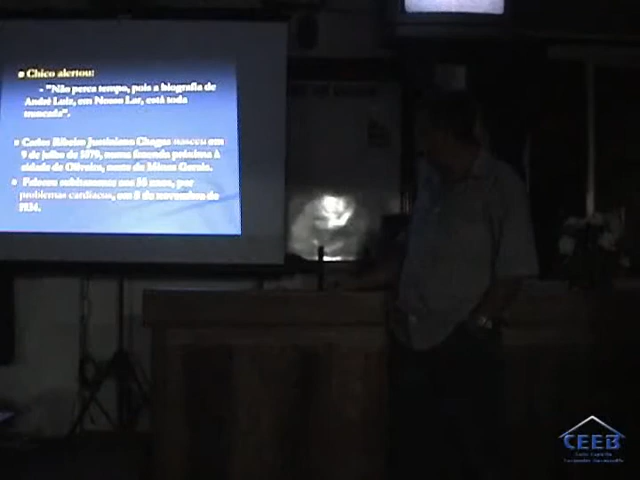 Chico alertou:
- "Não perca tempo, pois a biografia de
André Luiz, em Nosso Lar, está toda
truncada".
Carlos Ribeiro Justiniano Chagas nasceu em
9 de julho de 1879, numa fazenda próxima à
cidade de Oliveira, oeste de Minas Gerais.
Faleceu subitamente aos 55 anos, por
problemas cardíacos, em 8 de novembro de
1934.
CEEB